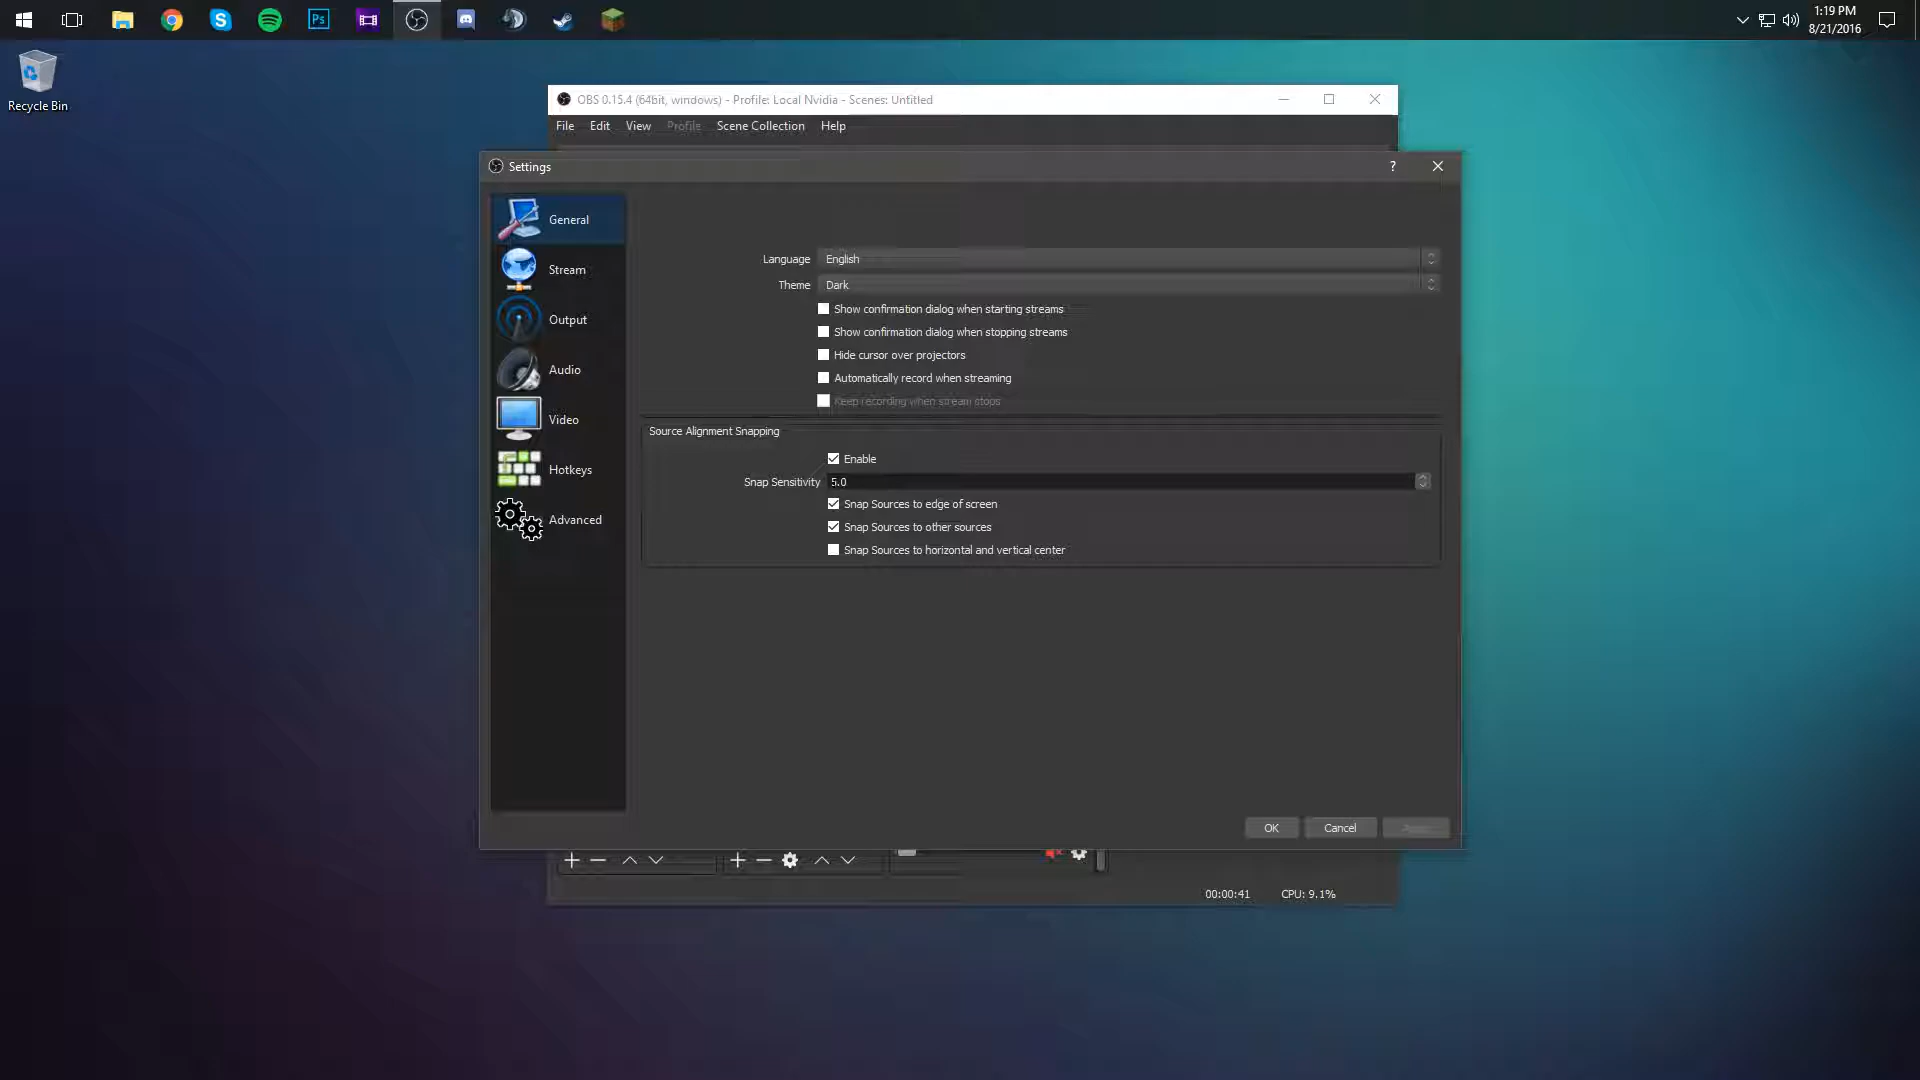 1:19 PM
8/21/2016
Ps
Recycle Bin
OBS 0.15.4 (64bit, windows) - Profile: Local Nvidia - Scenes: Untitled
File Edit View Profile Scene Collection Help
Settings
?
General
Stream
Output
Audio
Video
Hotkeys
Advanced
Language English
Theme Dark
Show confirmation dialog when starting streams
Show confirmation dialog when stopping streams
Hide cursor over projectors
Automatically record when streaming
Keep recording when stream stops
Source Alignment Snapping
Enable
Snap Sensitivity 5.0
Snap Sources to edge of screen
Snap Sources to other sources
Snap Sources to horizontal and vertical center
OK Cancel
00:00:41 CPU: 9.1%